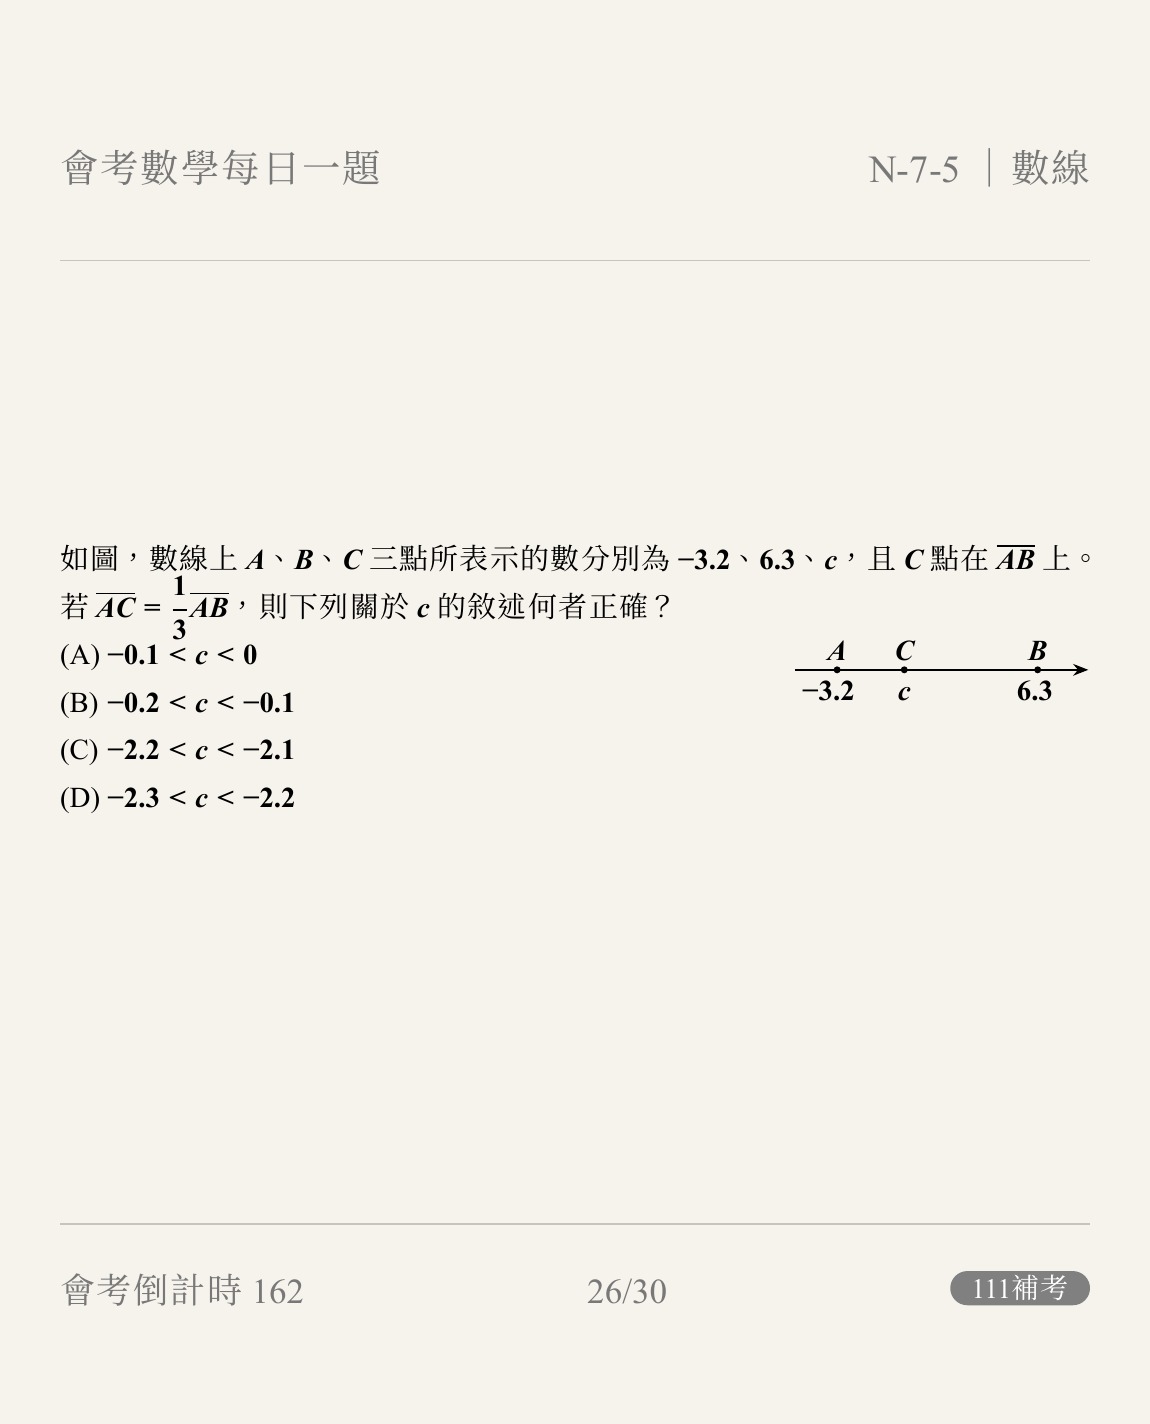 會考數學每日一題
N-7-5 | 數線
如圖，數線上 A、B、C 三點所表示的數分別為 −3.2、6.3、c，且 C 點在 AB 上。
若 AC = 1/3 AB，則下列關於 c 的敘述何者正確？
(A) −0.1 < c < 0
(B) −0.2 < c < −0.1
(C) −2.2 < c < −2.1
(D) −2.3 < c < −2.2
A C B
−3.2 c 6.3
會考倒計時 162
26/30
111補考